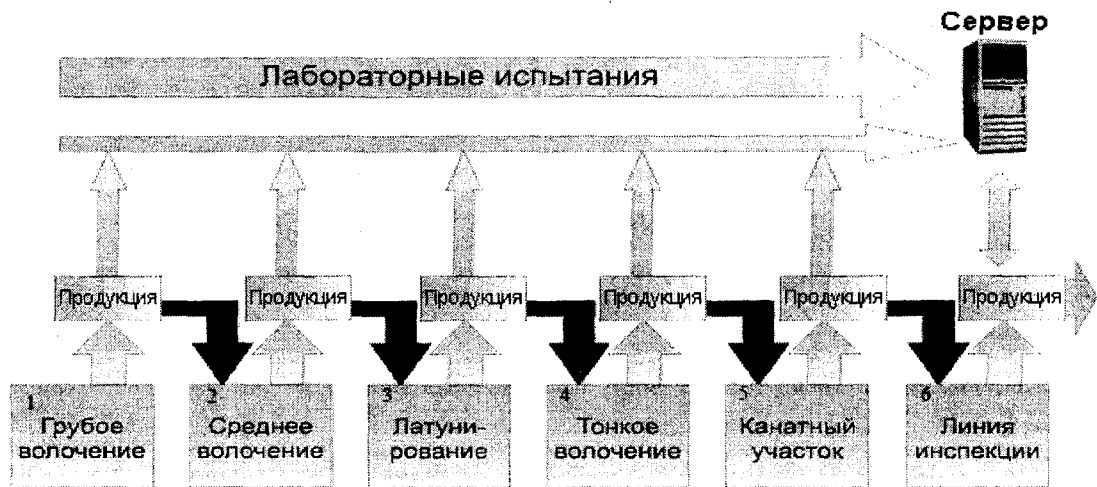 Сервер
Лабораторные испытания
Продукция Продукция Продукция Продукция Продукция Продукция
1 2 3 4 5 6
Грубое Среднее Латуни- Тонкое Канатный Линия
волочение волочение рование волочение участок инспекции